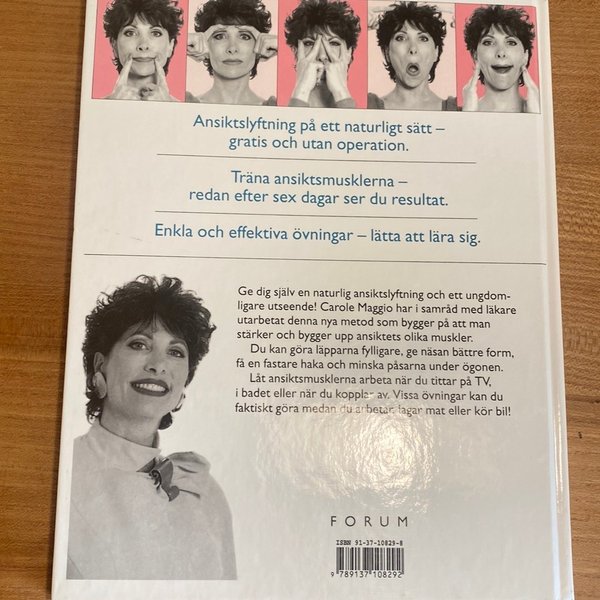 Ansiktslyftning på ett naturligt sätt –
gratis och utan operation.
Träna ansiktsmusklerna –
redan efter sex dagar ser du resultat.
Enkla och effektiva övningar – lätta att lära sig.
Ge dig själv en naturlig ansiktslyftning och ett ungdom-
ligare utseende! Carole Maggio har i samråd med läkare
utarbetat denna nya metod som bygger på att man
stärker och bygger upp ansiktets olika muskler.
Du kan göra läpparna fylligare, ge näsan bättre form,
få en fastare haka och minska påsarna under ögonen.
Låt ansiktsmusklerna arbeta när du tittar på TV,
i badet eller när du kopplar av. Vissa övningar kan du
faktiskt göra medan du arbetar, lagar mat eller kör bil!
FORUM
ISBN 91-37-10829-8
9 789137 108292